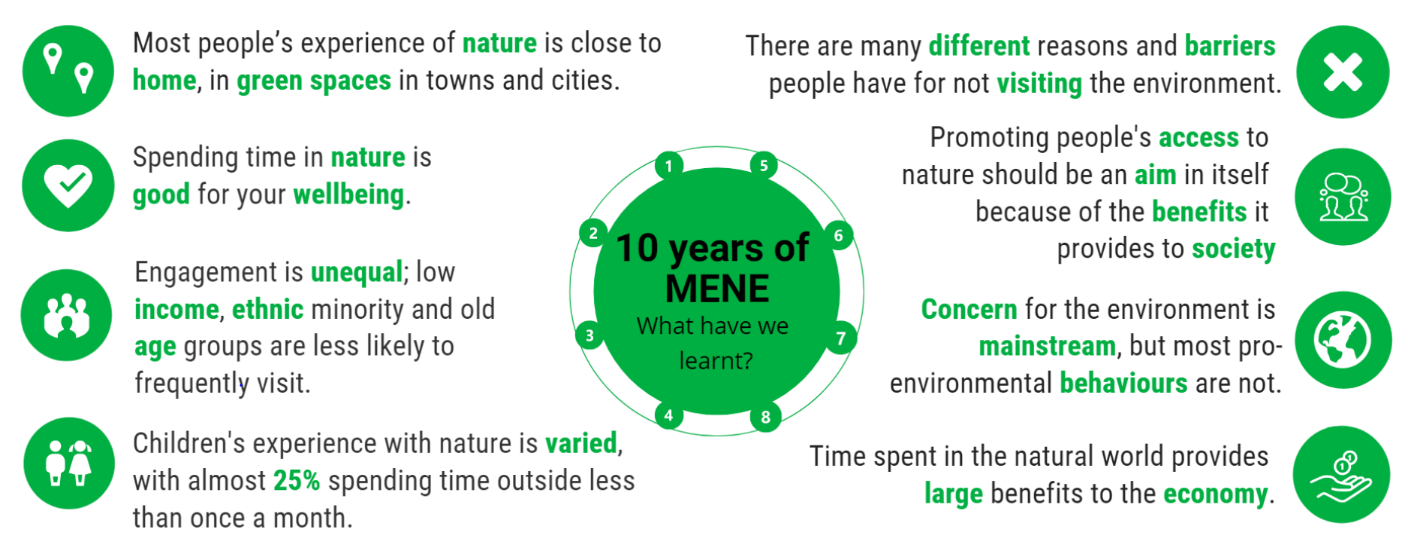 Most people’s experience of nature is close to
home, in green spaces in towns and cities.
Spending time in nature is
good for your wellbeing.
Engagement is unequal; low
income, ethnic minority and old
age groups are less likely to
frequently visit.
Children's experience with nature is varied,
with almost 25% spending time outside less
than once a month.
1
2
3
4
5
6
7
8
10 years of
MENE
What have we
learnt?
There are many different reasons and barriers
people have for not visiting the environment.
Promoting people's access to
nature should be an aim in itself
because of the benefits it
provides to society
Concern for the environment is
mainstream, but most pro-
environmental behaviours are not.
Time spent in the natural world provides
large benefits to the economy.